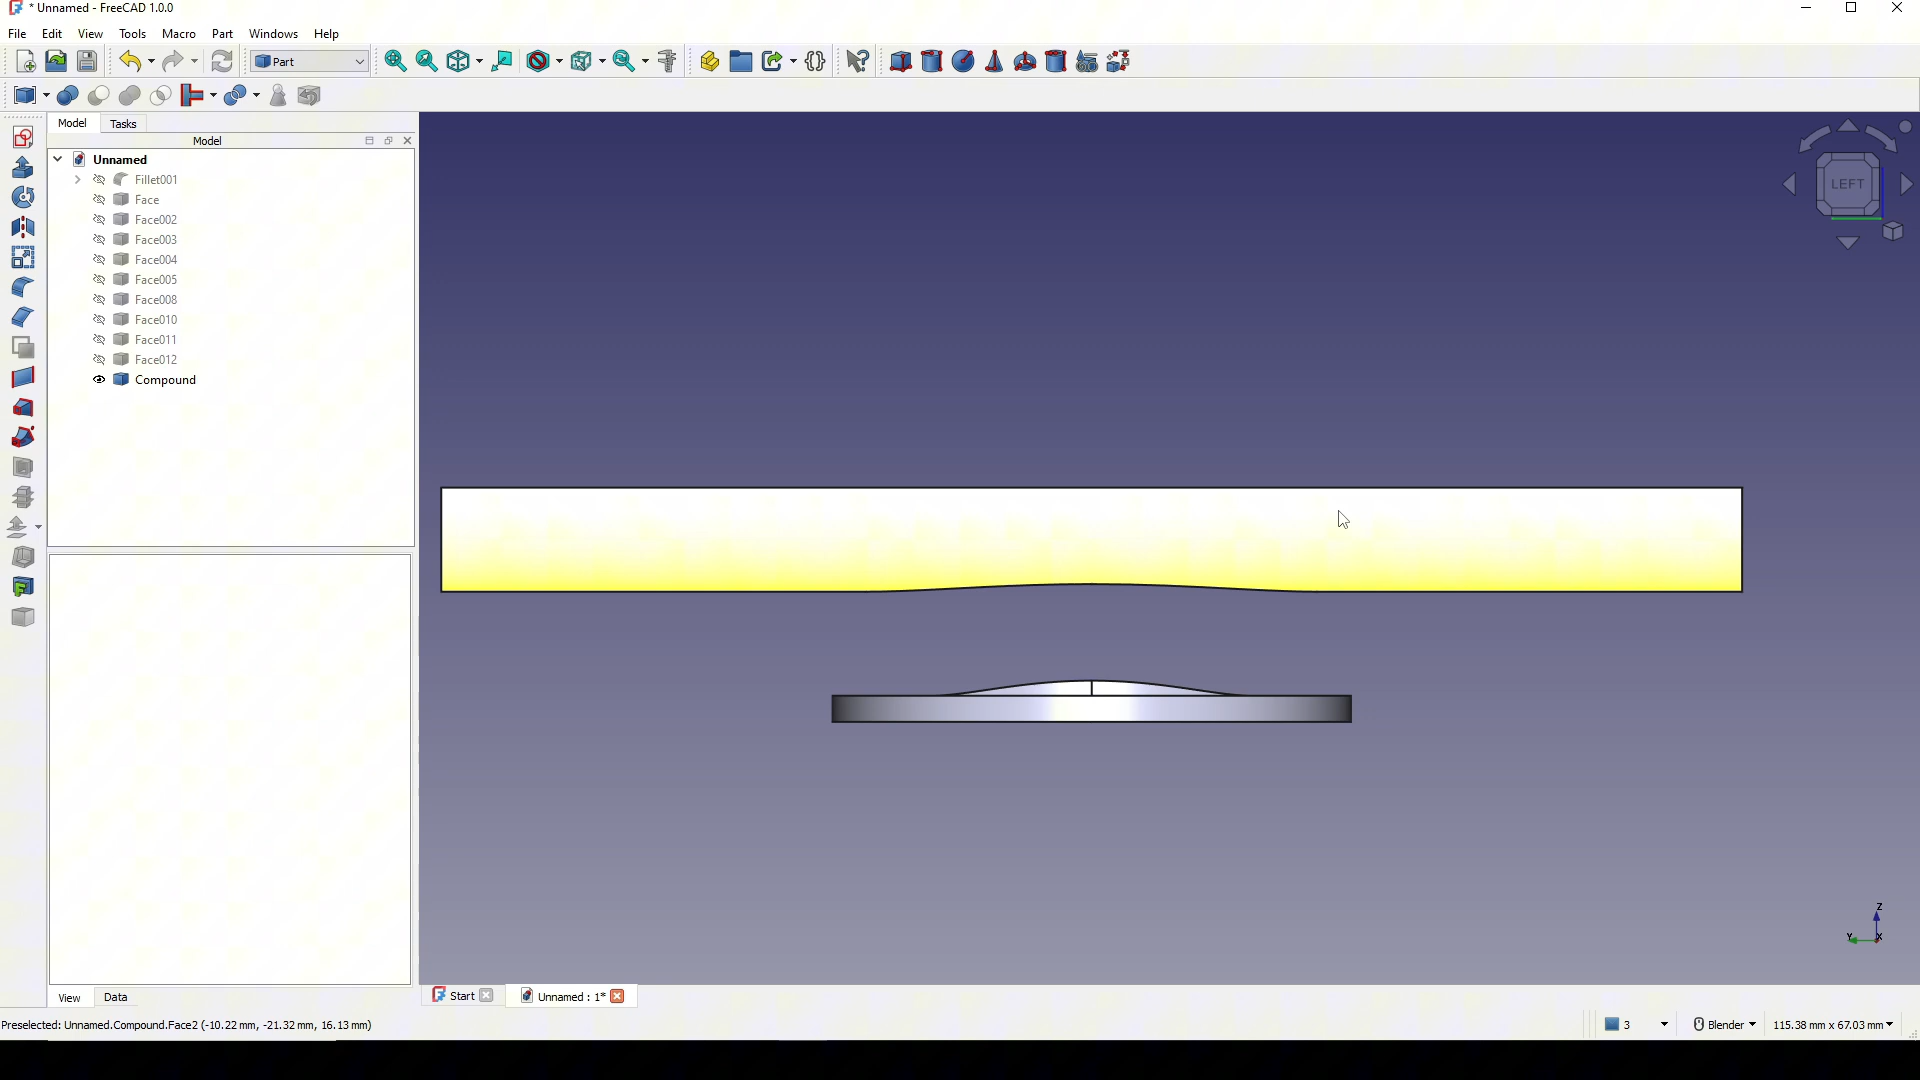 * Unnamed - FreeCAD 1.0.0
File Edit View Tools Macro Part Windows Help
Part
Model Tasks
Model
Unnamed
Fillet001
Face
Face002
Face003
Face004
Face005
Face008
Face010
Face011
Face012
Compound
LEFT
Z
Y X
View Data
Start Unnamed : 1*
Preselected: Unnamed.Compound.Face2 (-10.22 mm, -21.32 mm, 16.13 mm)
3 Blender 115.38 mm x 67.03 mm